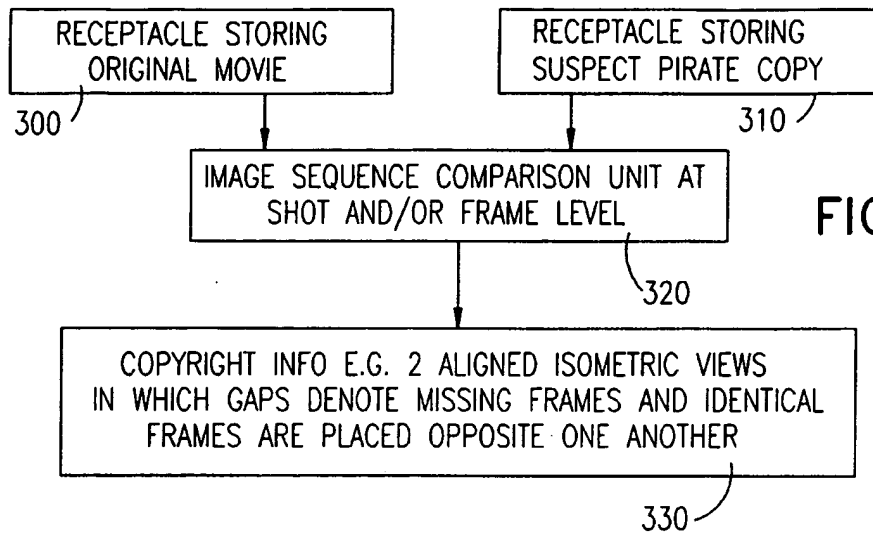 RECEPTACLE STORING
ORIGINAL MOVIE
300
RECEPTACLE STORING
SUSPECT PIRATE COPY
310
IMAGE SEQUENCE COMPARISON UNIT AT
SHOT AND/OR FRAME LEVEL
320
FIG
COPYRIGHT INFO E.G. 2 ALIGNED ISOMETRIC VIEWS
IN WHICH GAPS DENOTE MISSING FRAMES AND IDENTICAL
FRAMES ARE PLACED OPPOSITE ONE ANOTHER
330